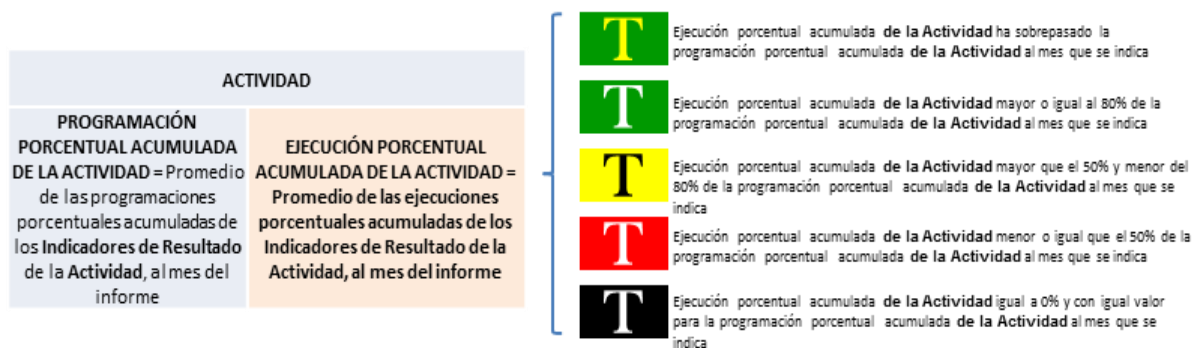 ACTIVIDAD
PROGRAMACIÓN
PORCENTUAL ACUMULADA
DE LA ACTIVIDAD = Promedio
de las programaciones
porcentuales acumuladas de
los Indicadores de Resultado
de la Actividad, al mes del
informe
EJECUCIÓN PORCENTUAL
ACUMULADA DE LA ACTIVIDAD =
Promedio de las ejecuciones
porcentuales acumuladas de los
Indicadores de Resultado de la
Actividad, al mes del informe
T
Ejecución porcentual acumulada de la Actividad ha sobrepasado la
programación porcentual acumulada de la Actividad al mes que se indica
T
Ejecución porcentual acumulada de la Actividad mayor o igual al 80% de la
programación porcentual acumulada de la Actividad al mes que se indica
T
Ejecución porcentual acumulada de la Actividad mayor que el 50% y menor del
80% de la programación porcentual acumulada de la Actividad al mes que se
indica
T
Ejecución porcentual acumulada de la Actividad menor o igual que el 50% de la
programación porcentual acumulada de la Actividad al mes que se indica
T
Ejecución porcentual acumulada de la Actividad igual a 0% y con igual valor
para la programación porcentual acumulada de la Actividad al mes que se
indica